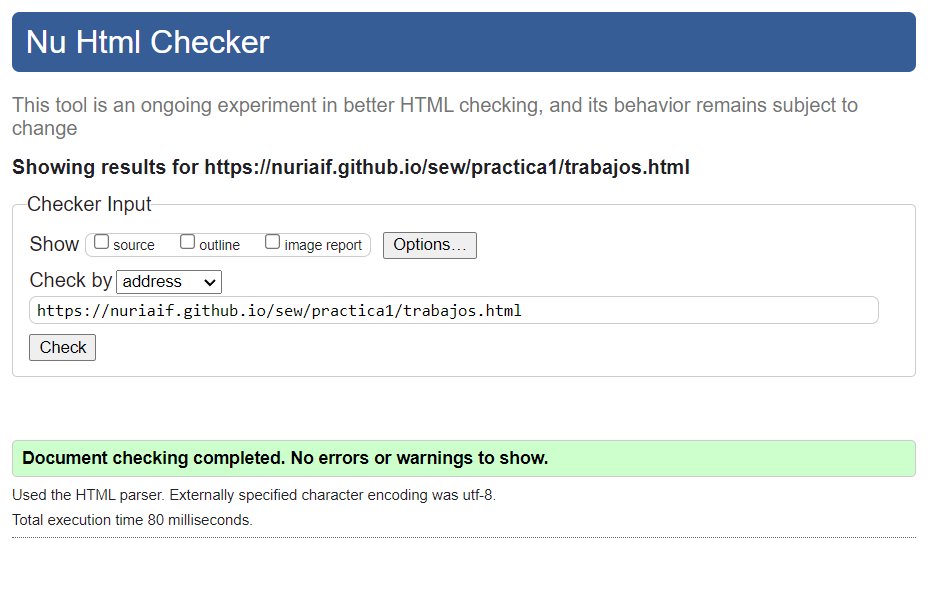 Nu Html Checker
This tool is an ongoing experiment in better HTML checking, and its behavior remains subject to
change
Showing results for https://nuriaif.github.io/sew/practica1/trabajos.html
Checker Input
Show source outline image report Options...
Check by address
https://nuriaif.github.io/sew/practica1/trabajos.html
Check
Document checking completed. No errors or warnings to show.
Used the HTML parser. Externally specified character encoding was utf-8.
Total execution time 80 milliseconds.